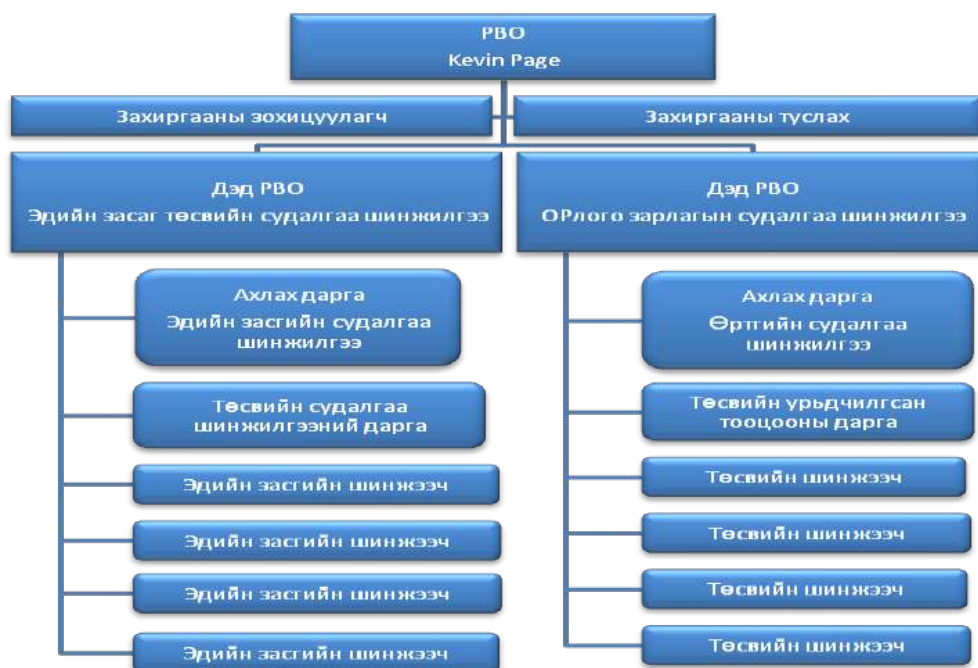 PBO
Kevin Page
Захиргааны зохицуулагч
Захиргааны туслах
Дэд PBO
Эдийн засаг төсвийн судалгаа шинжилгээ
Дэд PBO
ОРлого зарлагын судалгаа шинжилгээ
Ахлах дарга
Эдийн засгийн судалгаа
шинжилгээ
Төсвийн судалгаа
шинжилгээний дарга
Эдийн засгийн шинжээч
Эдийн засгийн шинжээч
Эдийн засгийн шинжээч
Эдийн засгийн шинжээч
Ахлах дарга
Өртгийн судалгаа
шинжилгээ
Төсвийн урьдчилгсан
тооцооны дарга
Төсвийн шинжээч
Төсвийн шинжээч
Төсвийн шинжээч
Төсвийн шинжээч